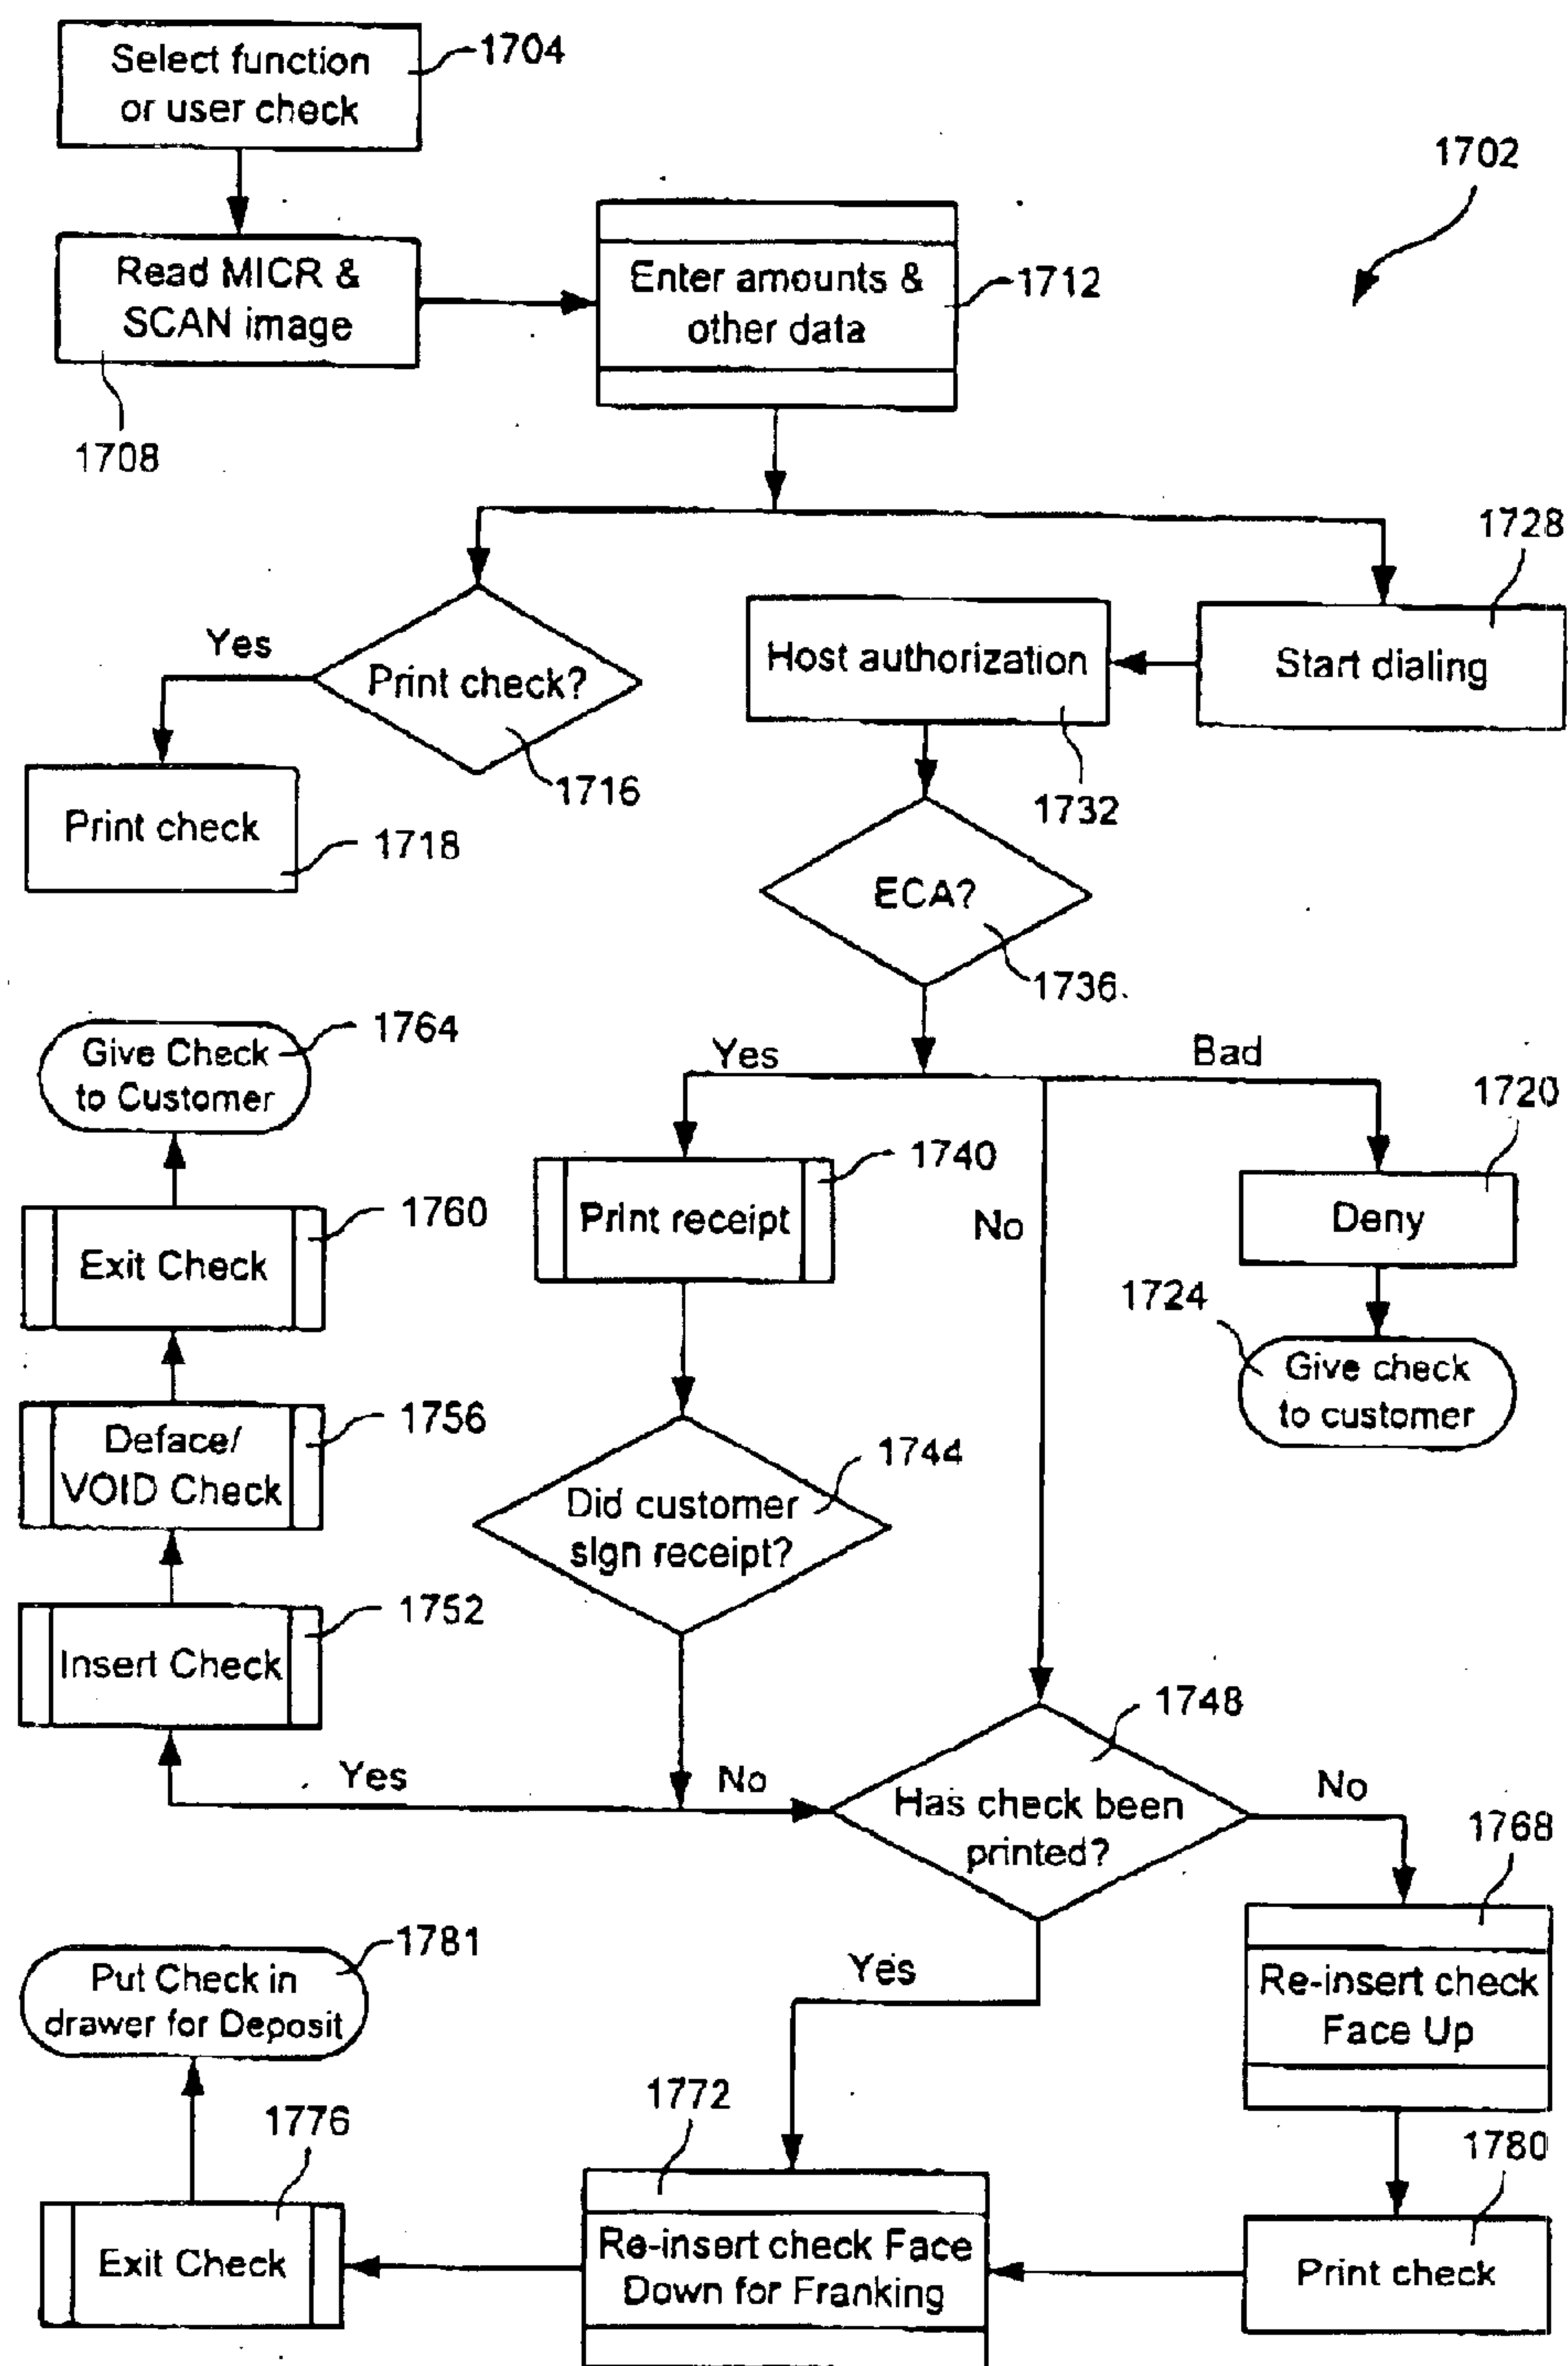 Select function
or user check
1704
1702
Read MICR &
SCAN image
1708
Enter amounts &
other data
1712
1728
Yes
Print check?
1716
Host authorization
1732
Start dialing
Print check
1718
ECA?
1736
Give Check
to Customer
1764
Yes
Bad
1720
Exit Check
1760
Print receipt
1740
No
Deny
1724
Give check
to customer
Deface/
VOID Check
1756
Did customer
sign receipt?
1744
Insert Check
1752
1748
Yes
No
Has check been
printed?
No
1768
Put Check in
drawer for Deposit
1781
Yes
Re-insert check
Face Up
1772
1776
1780
Exit Check
Re-insert check Face
Down for Franking
Print check